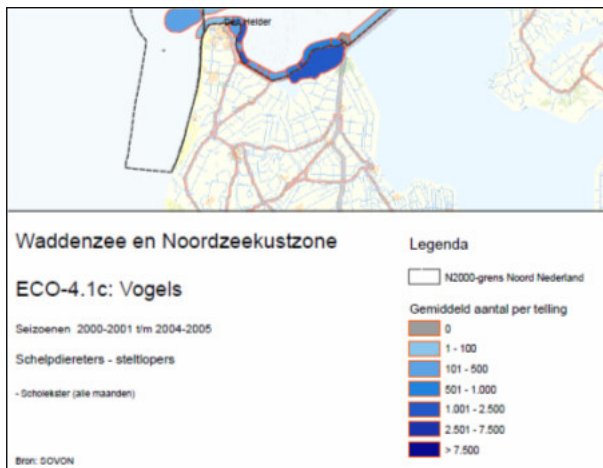 Den Helder
Waddenzee en Noordzeekustzone
ECO-4.1c: Vogels
Seizoenen 2000-2001 t/m 2004-2005
Schelpdiereters - steltlopers
- Scholekster (alle maanden)
Bron: SOVON
Legenda
N2000-grens Noord Nederland
Gemiddeld aantal per telling
0
1 - 100
101 - 500
501 - 1.000
1.001 - 2.500
2.501 - 7.500
> 7.500